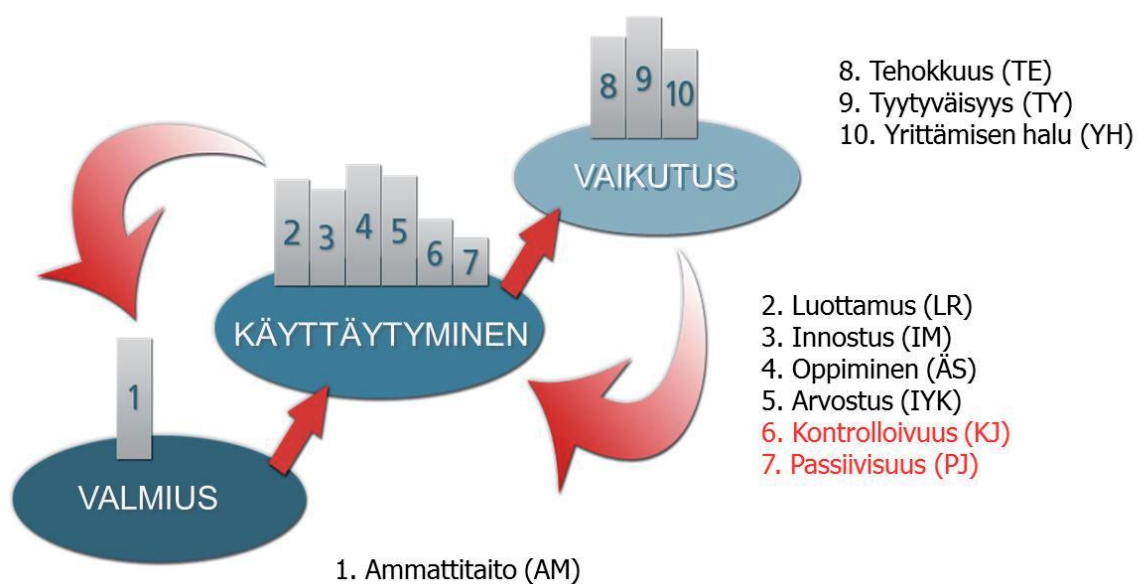 8
9
10
VAIKUTUS
8. Tehokkuus (TE)
9. Tyytyväisyys (TY)
10. Yrittämisen halu (YH)
2
3
4
5
6
7
KÄYTTÄYTYMINEN
2. Luottamus (LR)
3. Innostus (IM)
4. Oppiminen (ÄS)
5. Arvostus (IYK)
6. Kontrolloivuus (KJ)
7. Passiivisuus (PJ)
1
VALMIUS
1. Ammattitaito (AM)